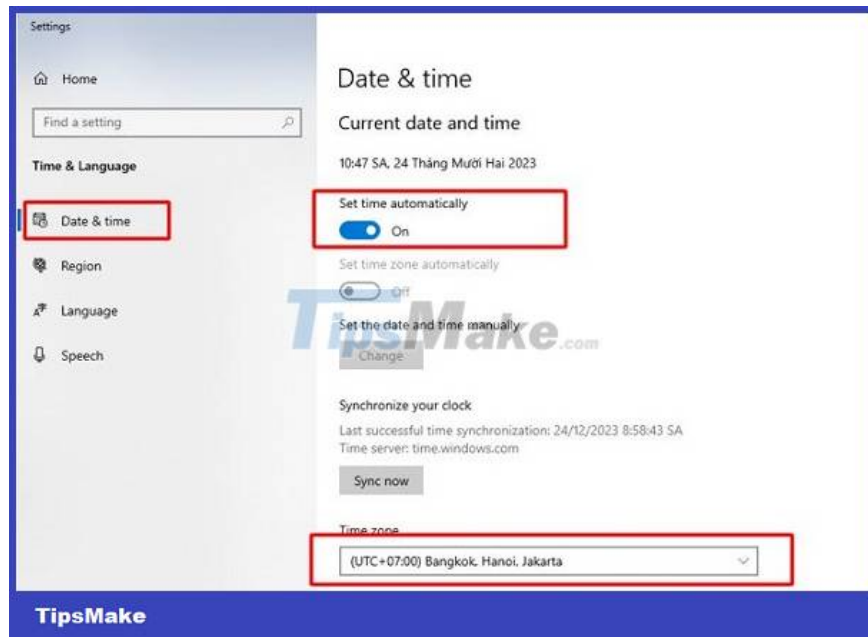 Settings
Home
Find a setting
Time & Language
Date & time
Region
Language
Speech
Date & time
Current date and time
10:47 SA, 24 Tháng Mười Hai 2023
Set time automatically
On
Set time zone automatically
Off
Set the date and time manually
Change
Synchronize your clock
Last successful time synchronization: 24/12/2023 8:58:43 SA
Time server: time.windows.com
Sync now
Time zone
(UTC+07:00) Bangkok, Hanoi, Jakarta
TipsMake.com
TipsMake